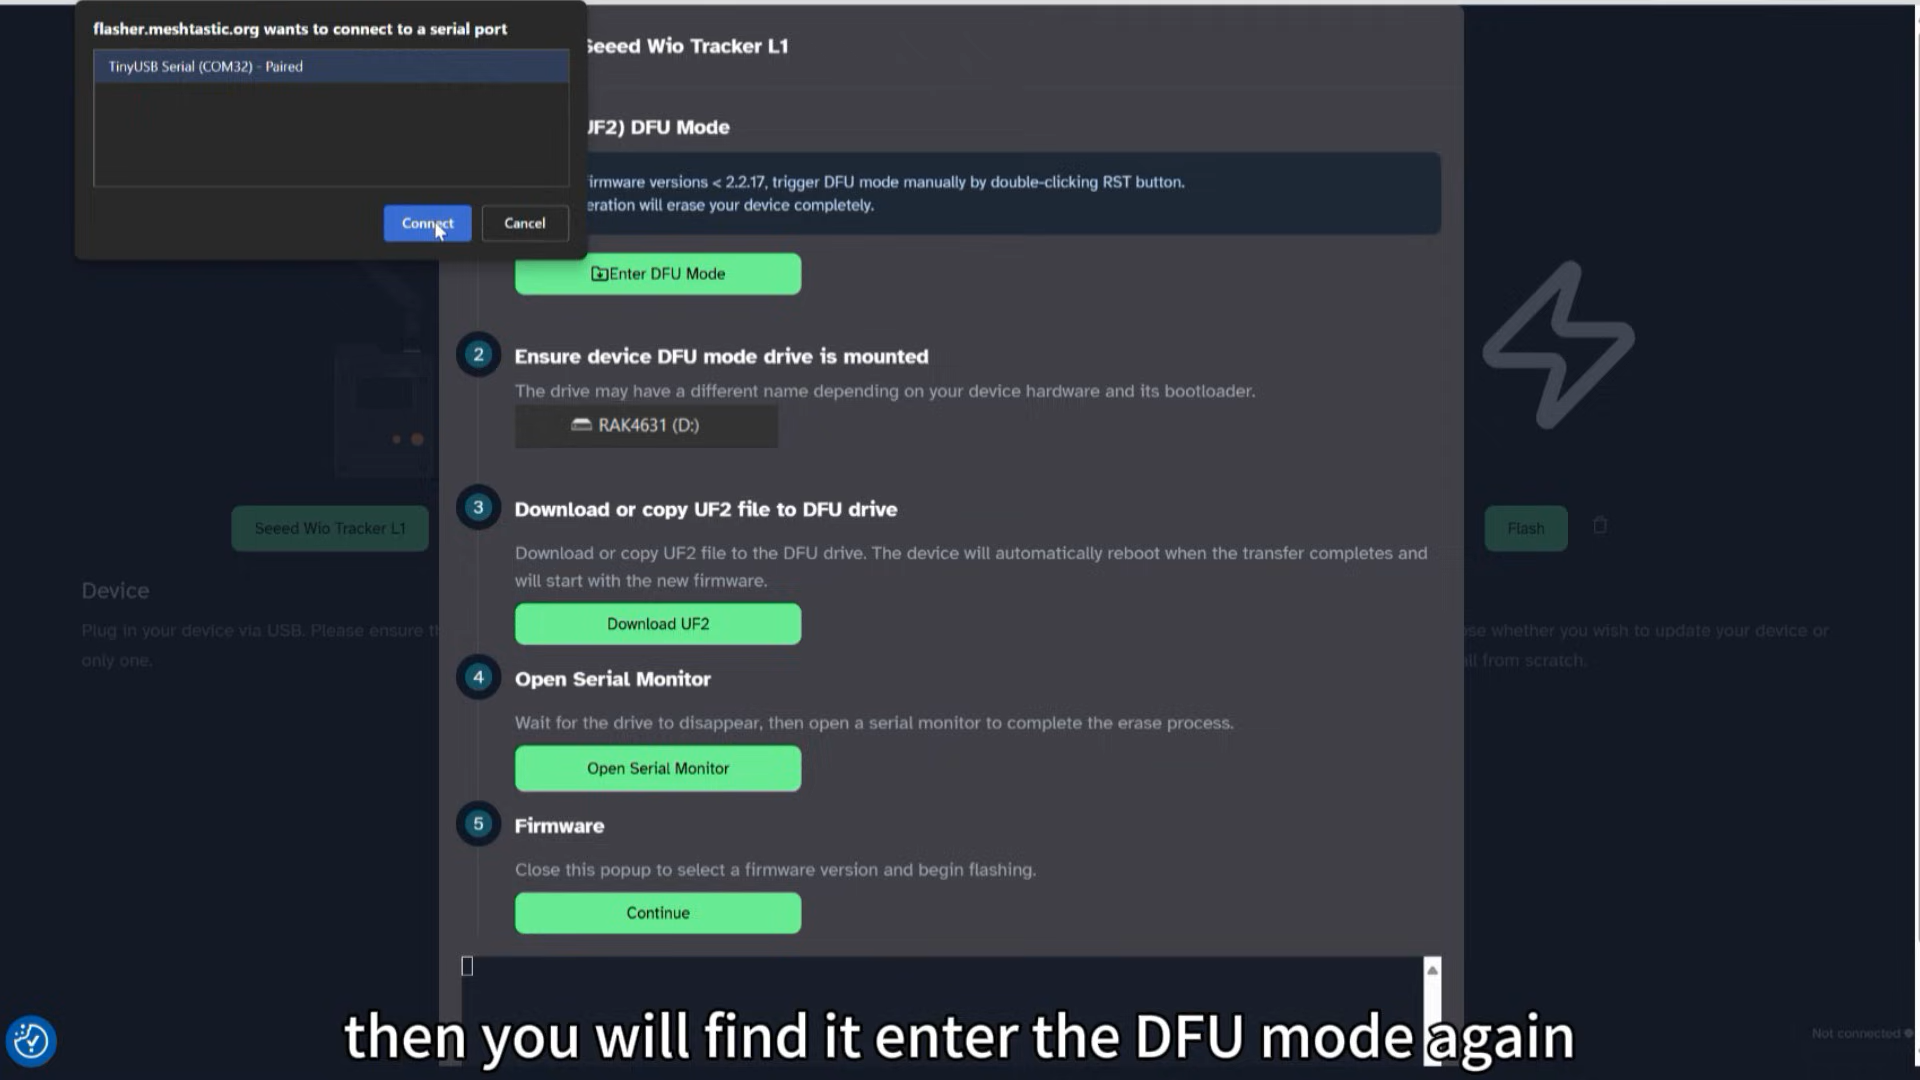 flasher.meshtastic.org wants to connect to a serial port
TinyUSB Serial (COM32) - Paired
Connect
Cancel
Seeed Wio Tracker L1
UF2) DFU Mode
firmware versions < 2.2.17, trigger DFU mode manually by double-clicking RST button.
eration will erase your device completely.
Enter DFU Mode
2
Ensure device DFU mode drive is mounted
The drive may have a different name depending on your device hardware and its bootloader.
RAK4631 (D:)
3
Download or copy UF2 file to DFU drive
Download or copy UF2 file to the DFU drive. The device will automatically reboot when the transfer completes and
will start with the new firmware.
Download UF2
4
Open Serial Monitor
Wait for the drive to disappear, then open a serial monitor to complete the erase process.
Open Serial Monitor
5
Firmware
Close this popup to select a firmware version and begin flashing.
Continue
Seeed Wio Tracker L1
Device
Plug in your device via USB. Please ensure th
only one.
Flash
se whether you wish to update your device or
ll from scratch.
Not connected
then you will find it enter the DFU mode again